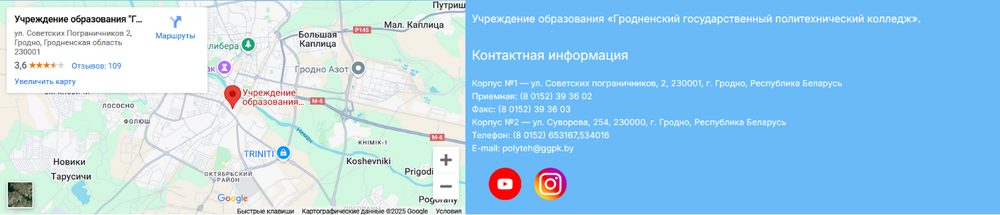 Учреждение образования "Г...
ул. Советских Пограничников 2,
Гродно, Гродненская область
230001
Маршруты
3,6
Отзывов: 109
Увеличить карту
Путриш
Мал. Каплица
P145
Большая
Каплица
Гродно Азот
Учреждение
образования...
М-6
лососно
ФОЛЮШ
Неман
КНІМІК-1
М-6
TRINITI
Koshevniki
Новики
Тарусичи
ОКТЯБРЬСКИЙ
РАЙОН
Prigodi
Pogorany
Google
Быстрые клавиши
Картографические данные ©2025 Google
Условия
Учреждение образования «Гродненский государственный политехнический колледж».
Контактная информация
Корпус №1 — ул. Советских пограничников, 2, 230001, г. Гродно, Республика Беларусь
Приемная: (8 0152) 39 36 02
Факс: (8 0152) 39 36 03
Корпус №2 — ул. Суворова, 254, 230000, г. Гродно, Республика Беларусь
Телефон: (8 0152) 653167,534016
E-mail: polyteh@ggpk.by